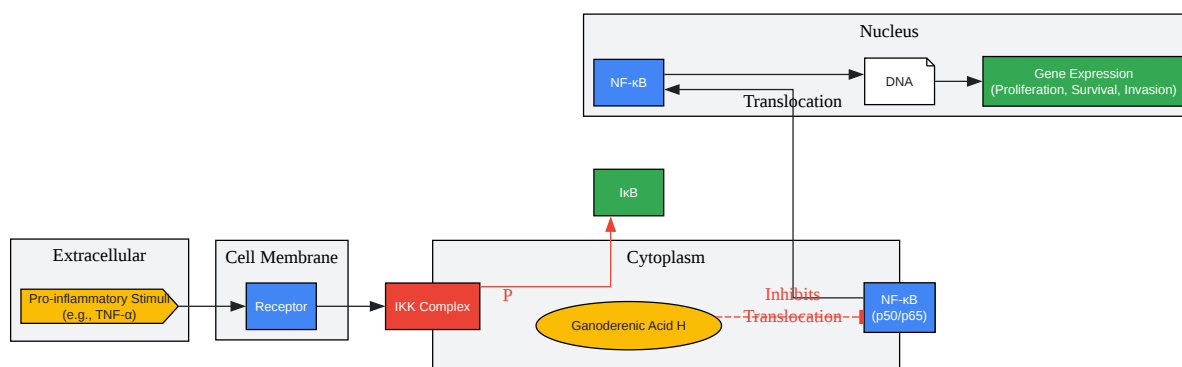 Nucleus
NF-κB
DNA
Gene Expression
(Proliferation, Survival, Invasion)
Translocation
IκB
Extracellular
Pro-inflammatory Stimuli
(e.g., TNF-α)
Cell Membrane
Receptor
Cytoplasm
IKK Complex
P
Ganoderenic Acid H
Inhibits
Translocation
NF-κB
(p50/p65)